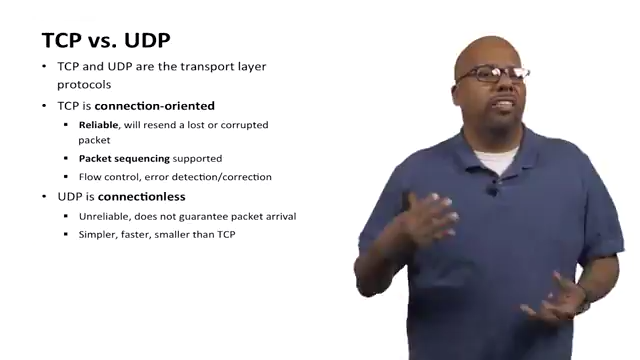 TCP vs. UDP
• TCP and UDP are the transport layer
protocols
• TCP is connection-oriented
▪ Reliable, will resend a lost or corrupted
packet
▪ Packet sequencing supported
▪ Flow control, error detection/correction
• UDP is connectionless
▪ Unreliable, does not guarantee packet arrival
▪ Simpler, faster, smaller than TCP